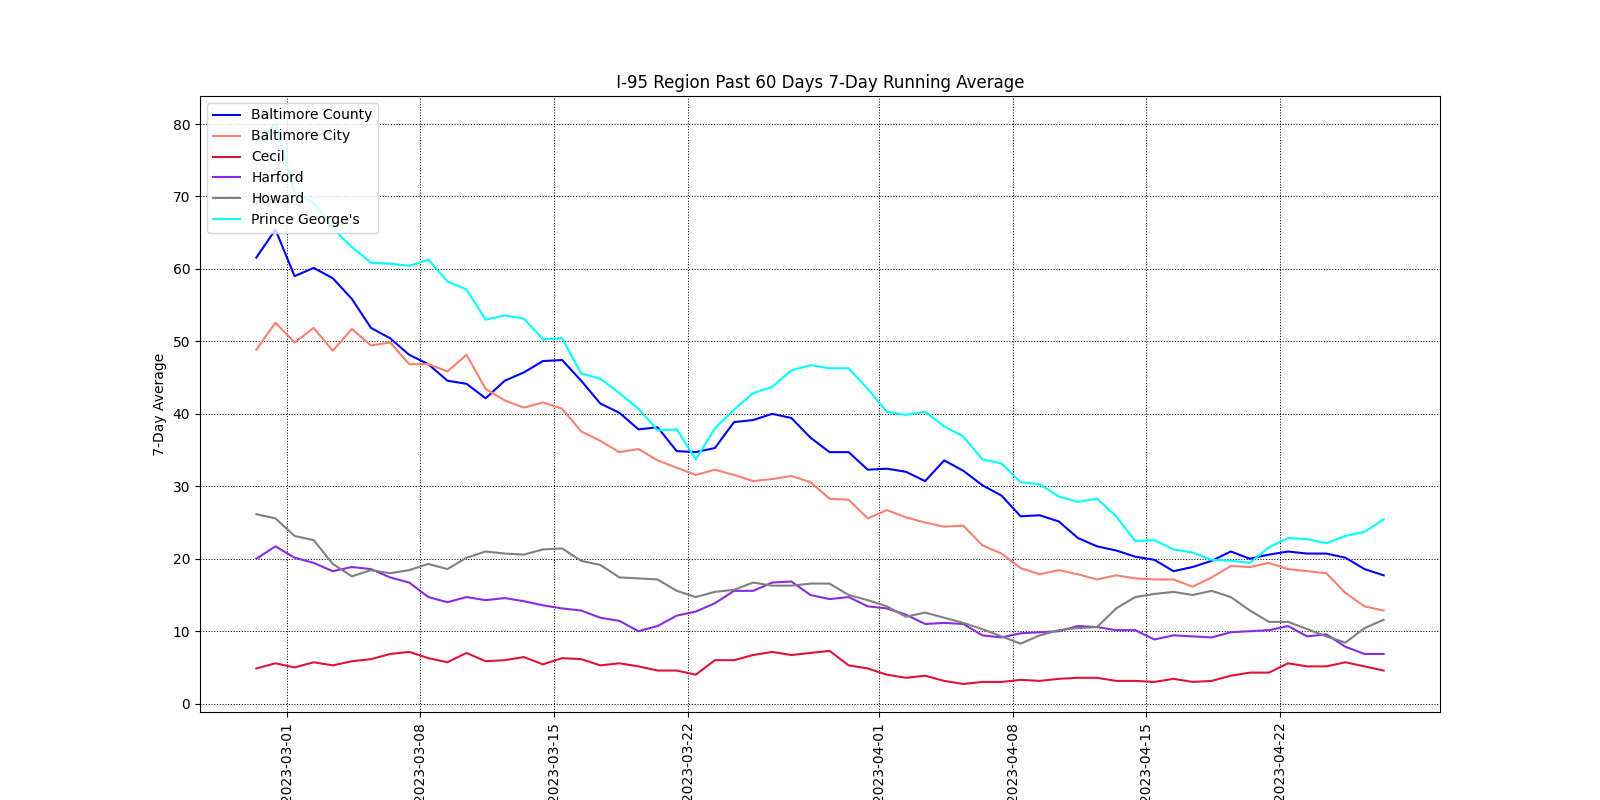 I-95 Region Past 60 Days 7-Day Running Average
Baltimore County
Baltimore City
Cecil
Harford
Howard
Prince George's
7-Day Average
80
70
60
50
40
30
20
10
0
2023-03-01
2023-03-08
2023-03-15
2023-03-22
2023-04-01
2023-04-08
2023-04-15
2023-04-22